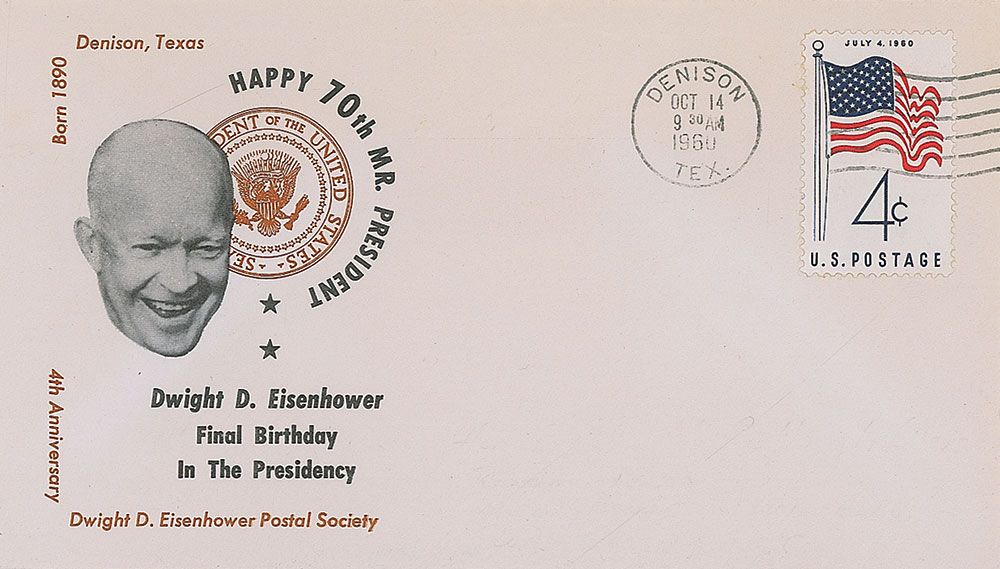 Denison, Texas
Born 1890
HAPPY 70th MR. PRESIDENT
DENT OF THE UNITED STATES
SEA
4th Anniversary
Dwight D. Eisenhower
Final Birthday
In The Presidency
Dwight D. Eisenhower Postal Society
DENISON
OCT 14
9 30 AM
1960
TEX.
JULY 4, 1960
4¢
U.S. POSTAGE